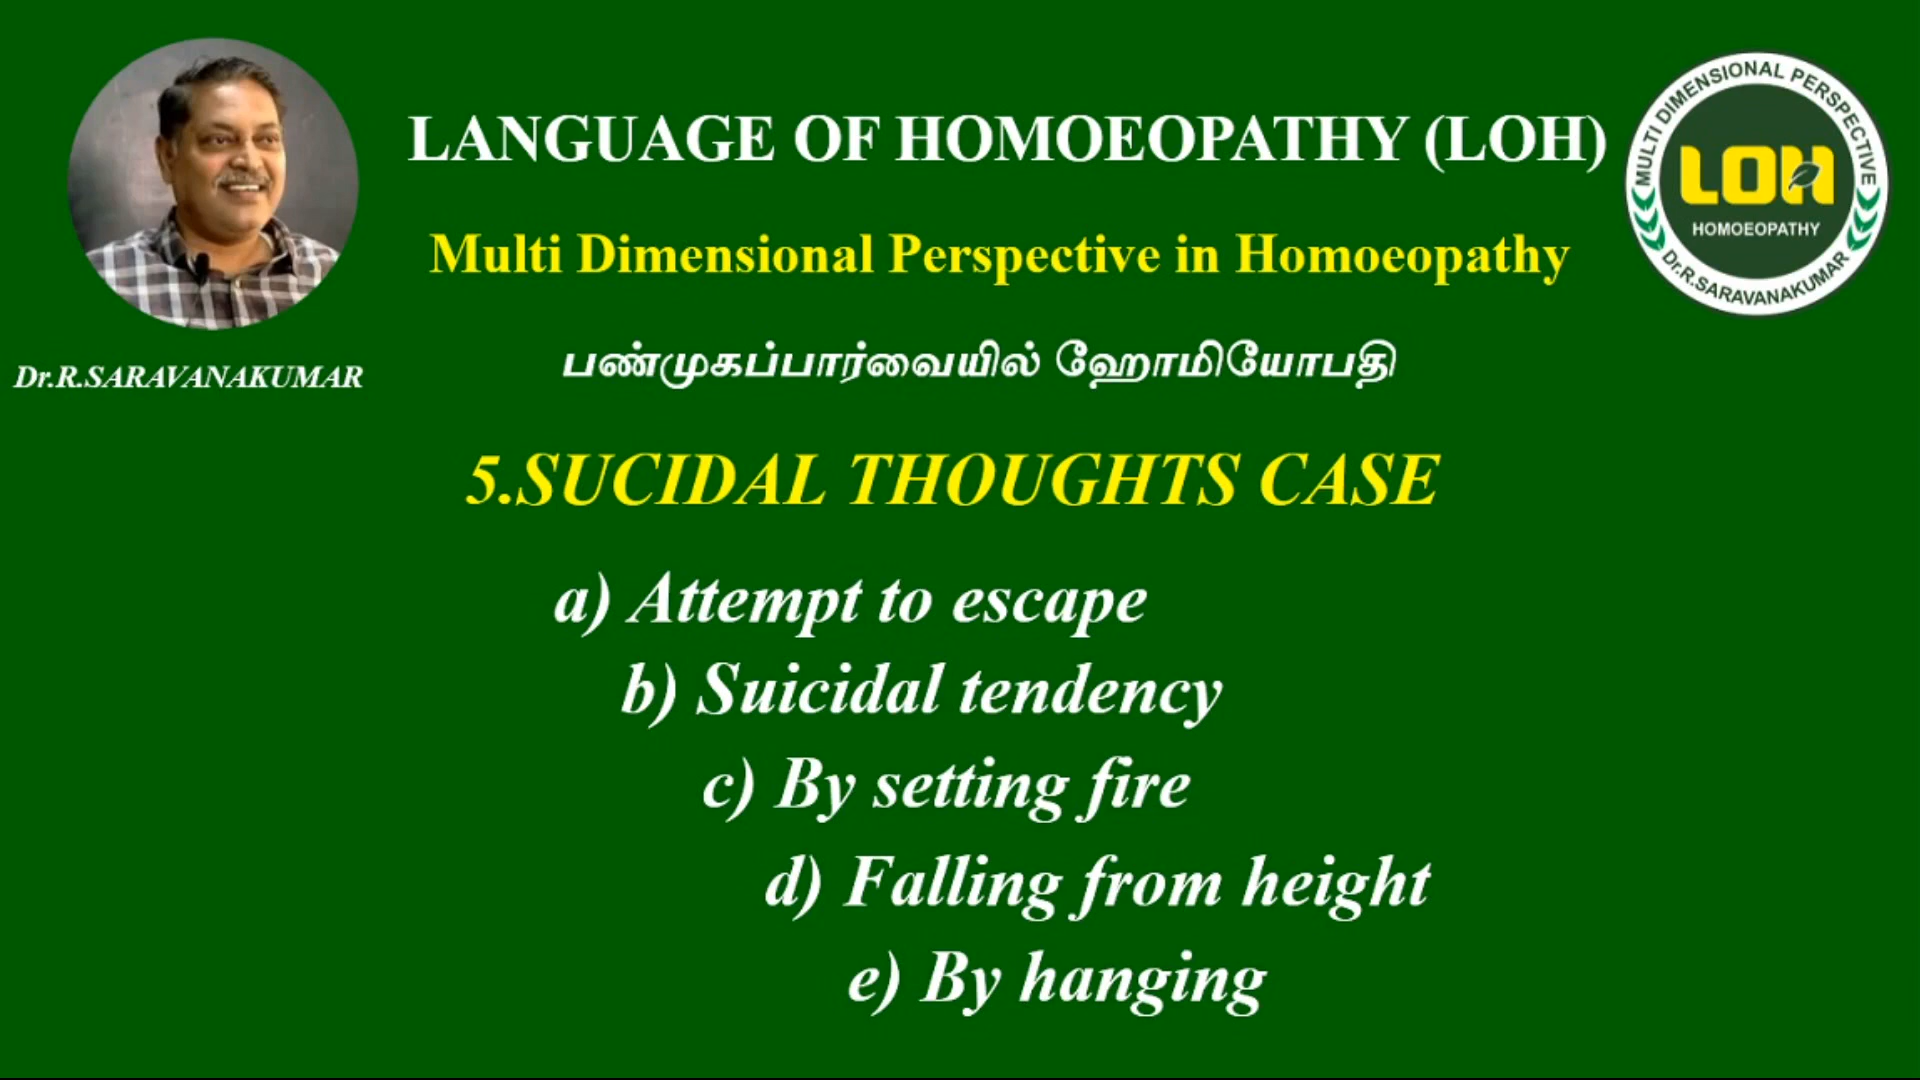 LANGUAGE OF HOMOEOPATHY (LOH)
Multi Dimensional Perspective in Homoeopathy
பண்முகப்பார்வையில் ஹோமியோபதி
MULTI DIMENSIONAL PERSPECTIVE
LOH
HOMOEOPATHY
Dr.R.SARAVANAKUMAR
Dr.R.SARAVANAKUMAR
5.SUCIDAL THOUGHTS CASE
a) Attempt to escape
b) Suicidal tendency
c) By setting fire
d) Falling from height
e) By hanging